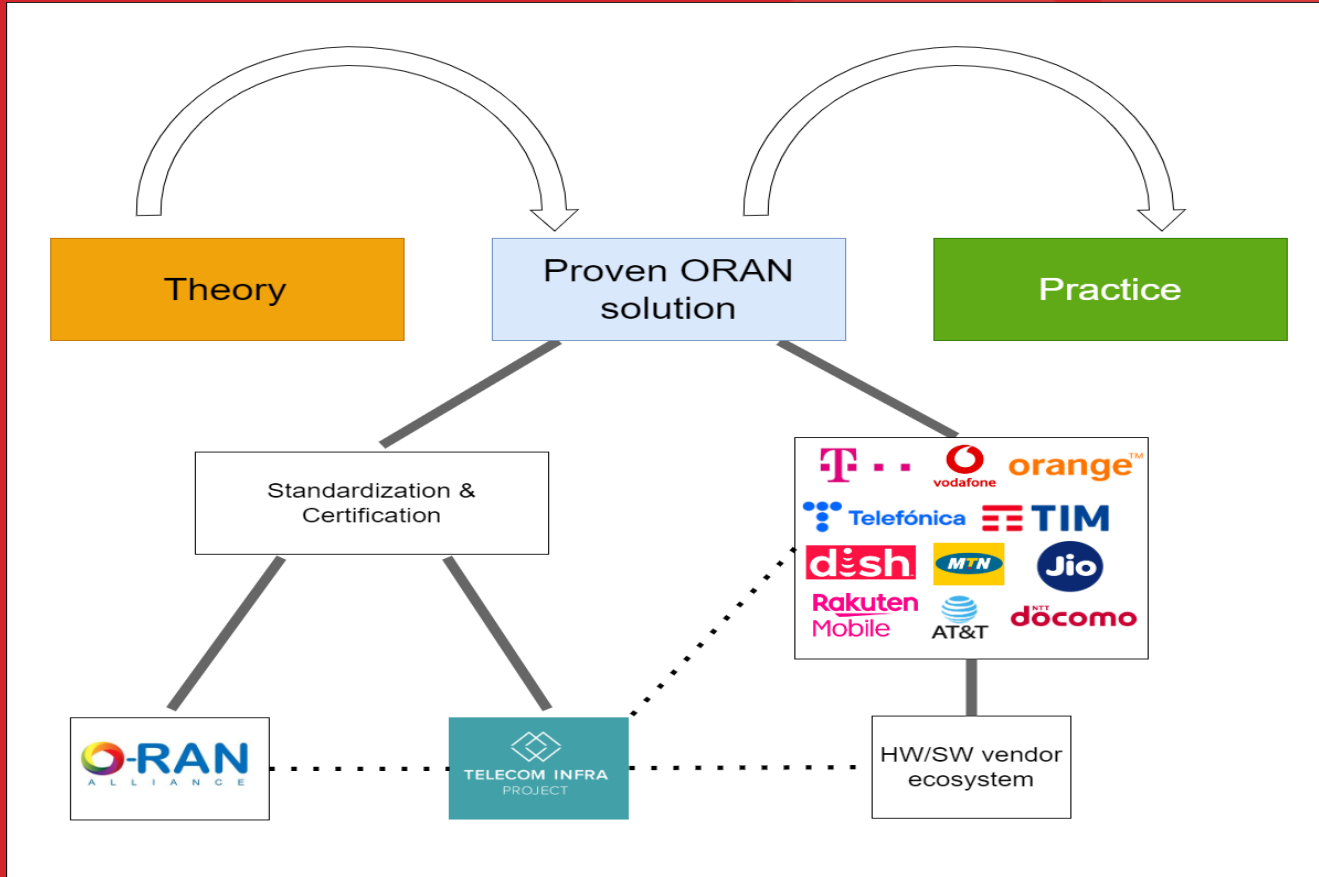 Theory
Proven ORAN
solution
Practice
Standardization &
Certification
T
vodafone
orange™
Telefónica
TIM
dish
MTN
Jio
Rakuten
Mobile
AT&T
NTT
döcomo
O-RAN
ALLIANCE
TELECOM INFRA
PROJECT
HW/SW vendor
ecosystem